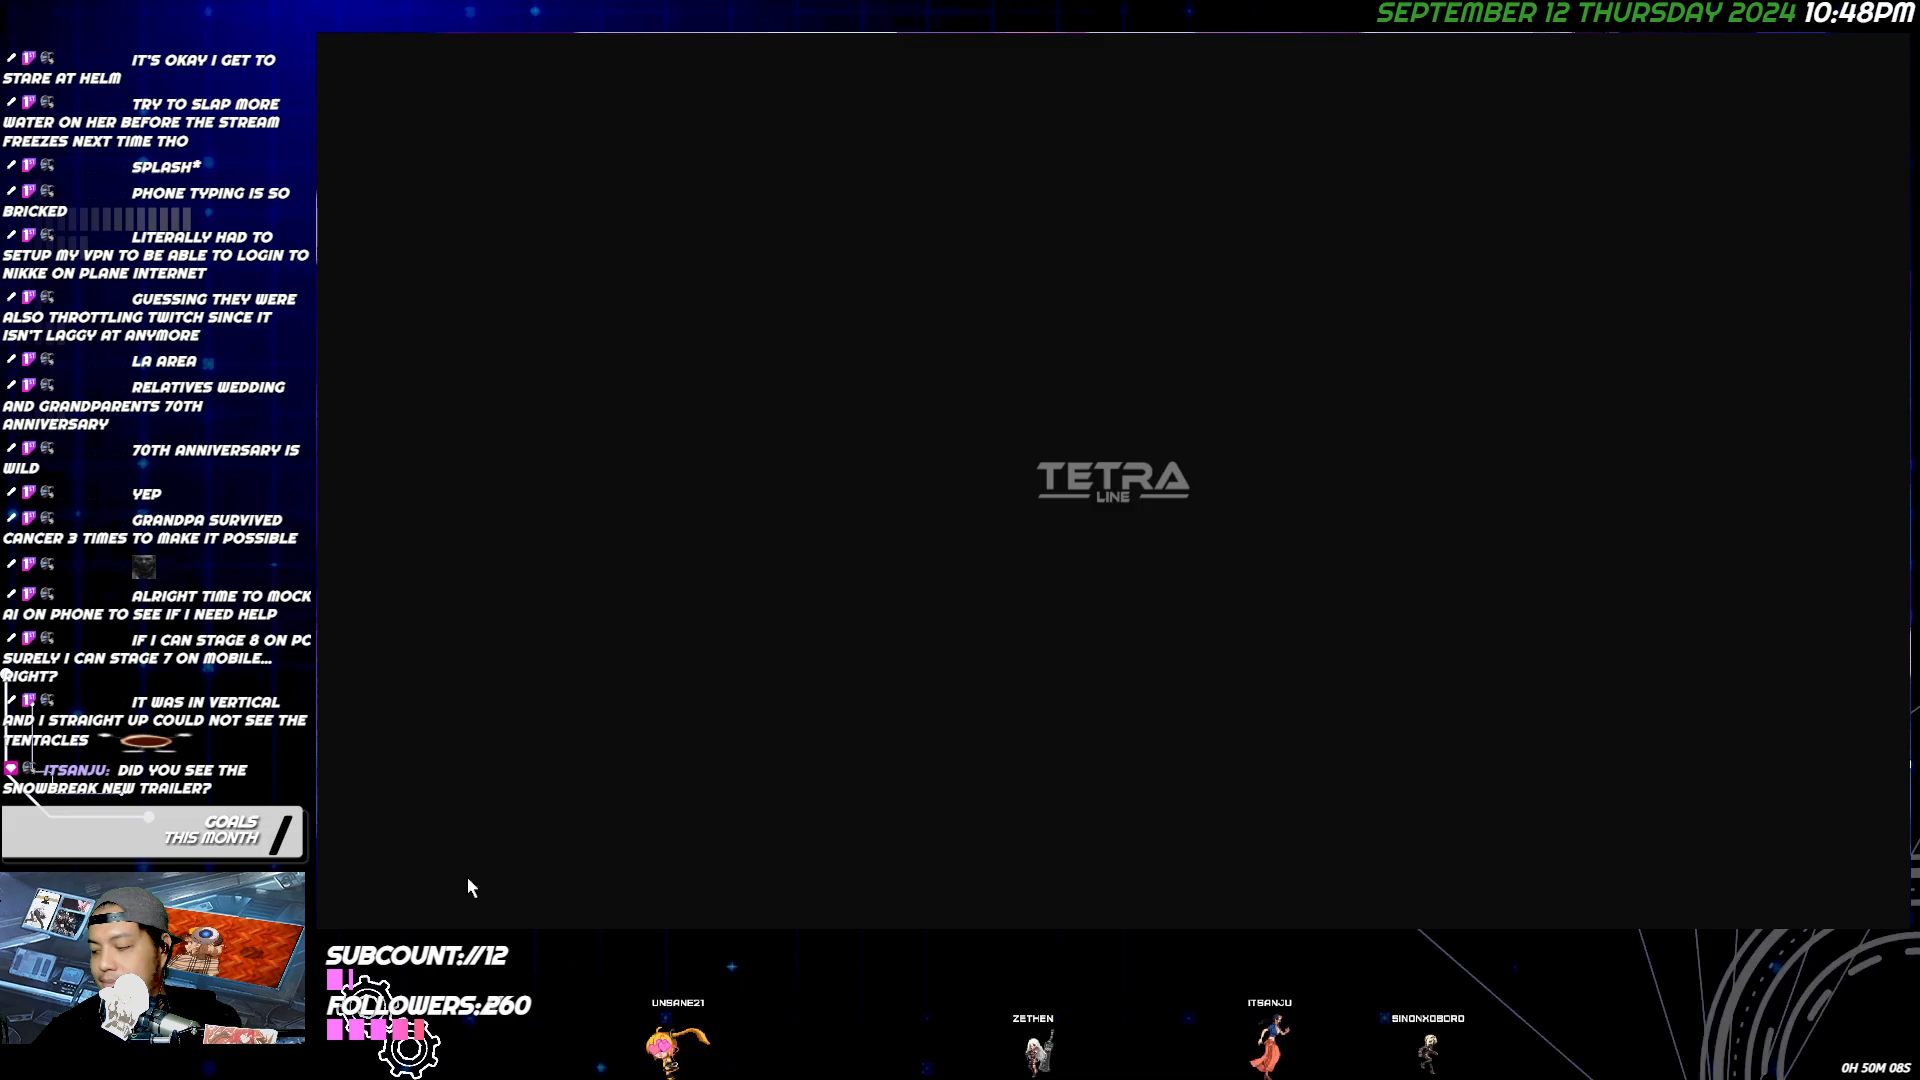 SEPTEMBER 12 THURSDAY 2024 10:48PM
IT'S OKAY I GET TO
STARE AT HELM
TRY TO SLAP MORE
WATER ON HER BEFORE THE STREAM
FREEZES NEXT TIME THO
SPLASH*
PHONE TYPING IS SO
BRICKED
LITERALLY HAD TO
SETUP MY VPN TO BE ABLE TO LOGIN TO
NIKKE ON PLANE INTERNET
GUESSING THEY WERE
ALSO THROTTLING TWITCH SINCE IT
ISN'T LAGGY AT ANYMORE
LA AREA
RELATIVES WEDDING
AND GRANDPARENTS 70TH
ANNIVERSARY
70TH ANNIVERSARY IS
WILD
YEP
GRANDPA SURVIVED
CANCER 3 TIMES TO MAKE IT POSSIBLE
ALRIGHT TIME TO MOCK
AI ON PHONE TO SEE IF I NEED HELP
IF I CAN STAGE 8 ON PC
SURELY I CAN STAGE 7 ON MOBILE...
RIGHT?
IT WAS IN VERTICAL
AND I STRAIGHT UP COULD NOT SEE THE
TENTACLES
ITSANJU: DID YOU SEE THE
SNOWBREAK NEW TRAILER?
GOALS
THIS MONTH
TETRA
LINE
SUBCOUNT://12
FOLLOWERS:
UNSANE21
ZETHEN
ITSANJU
SINONXOBORO
0H 50M 08S